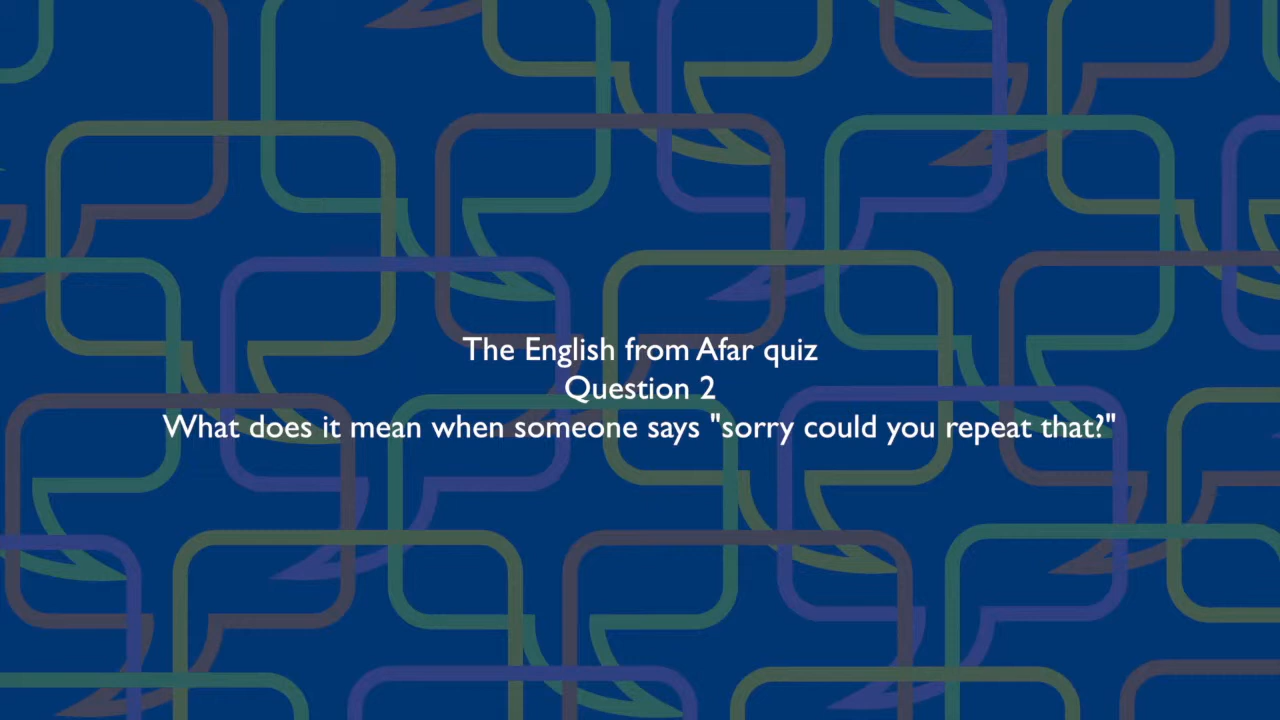 The English from Afar quiz
Question 2
What does it mean when someone says "sorry could you repeat that?"